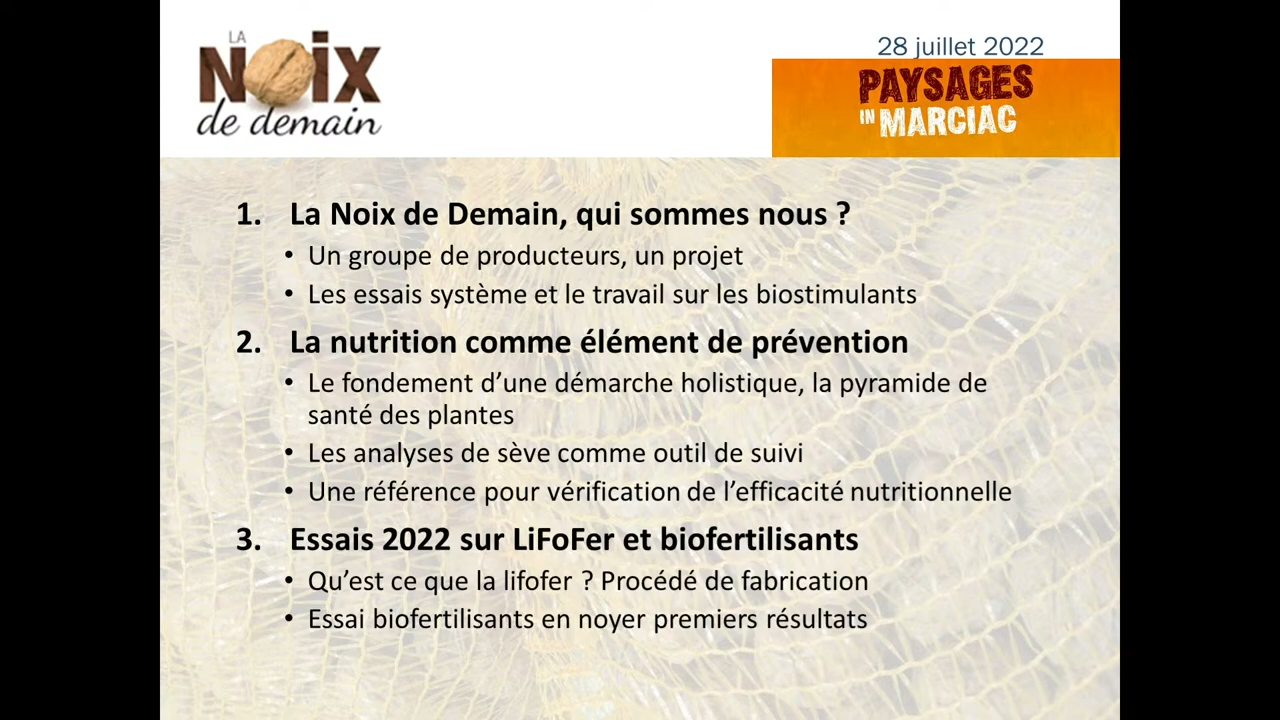 LA
NOIX
de demain
28 juillet 2022
PAYSAGES
IN MARCIAC
1. La Noix de Demain, qui sommes nous ?
• Un groupe de producteurs, un projet
• Les essais système et le travail sur les biostimulants
2. La nutrition comme élément de prévention
• Le fondement d’une démarche holistique, la pyramide de
santé des plantes
• Les analyses de sève comme outil de suivi
• Une référence pour vérification de l’efficacité nutritionnelle
3. Essais 2022 sur LiFoFer et biofertilisants
• Qu’est ce que la lifofer ? Procédé de fabrication
• Essai biofertilisants en noyer premiers résultats